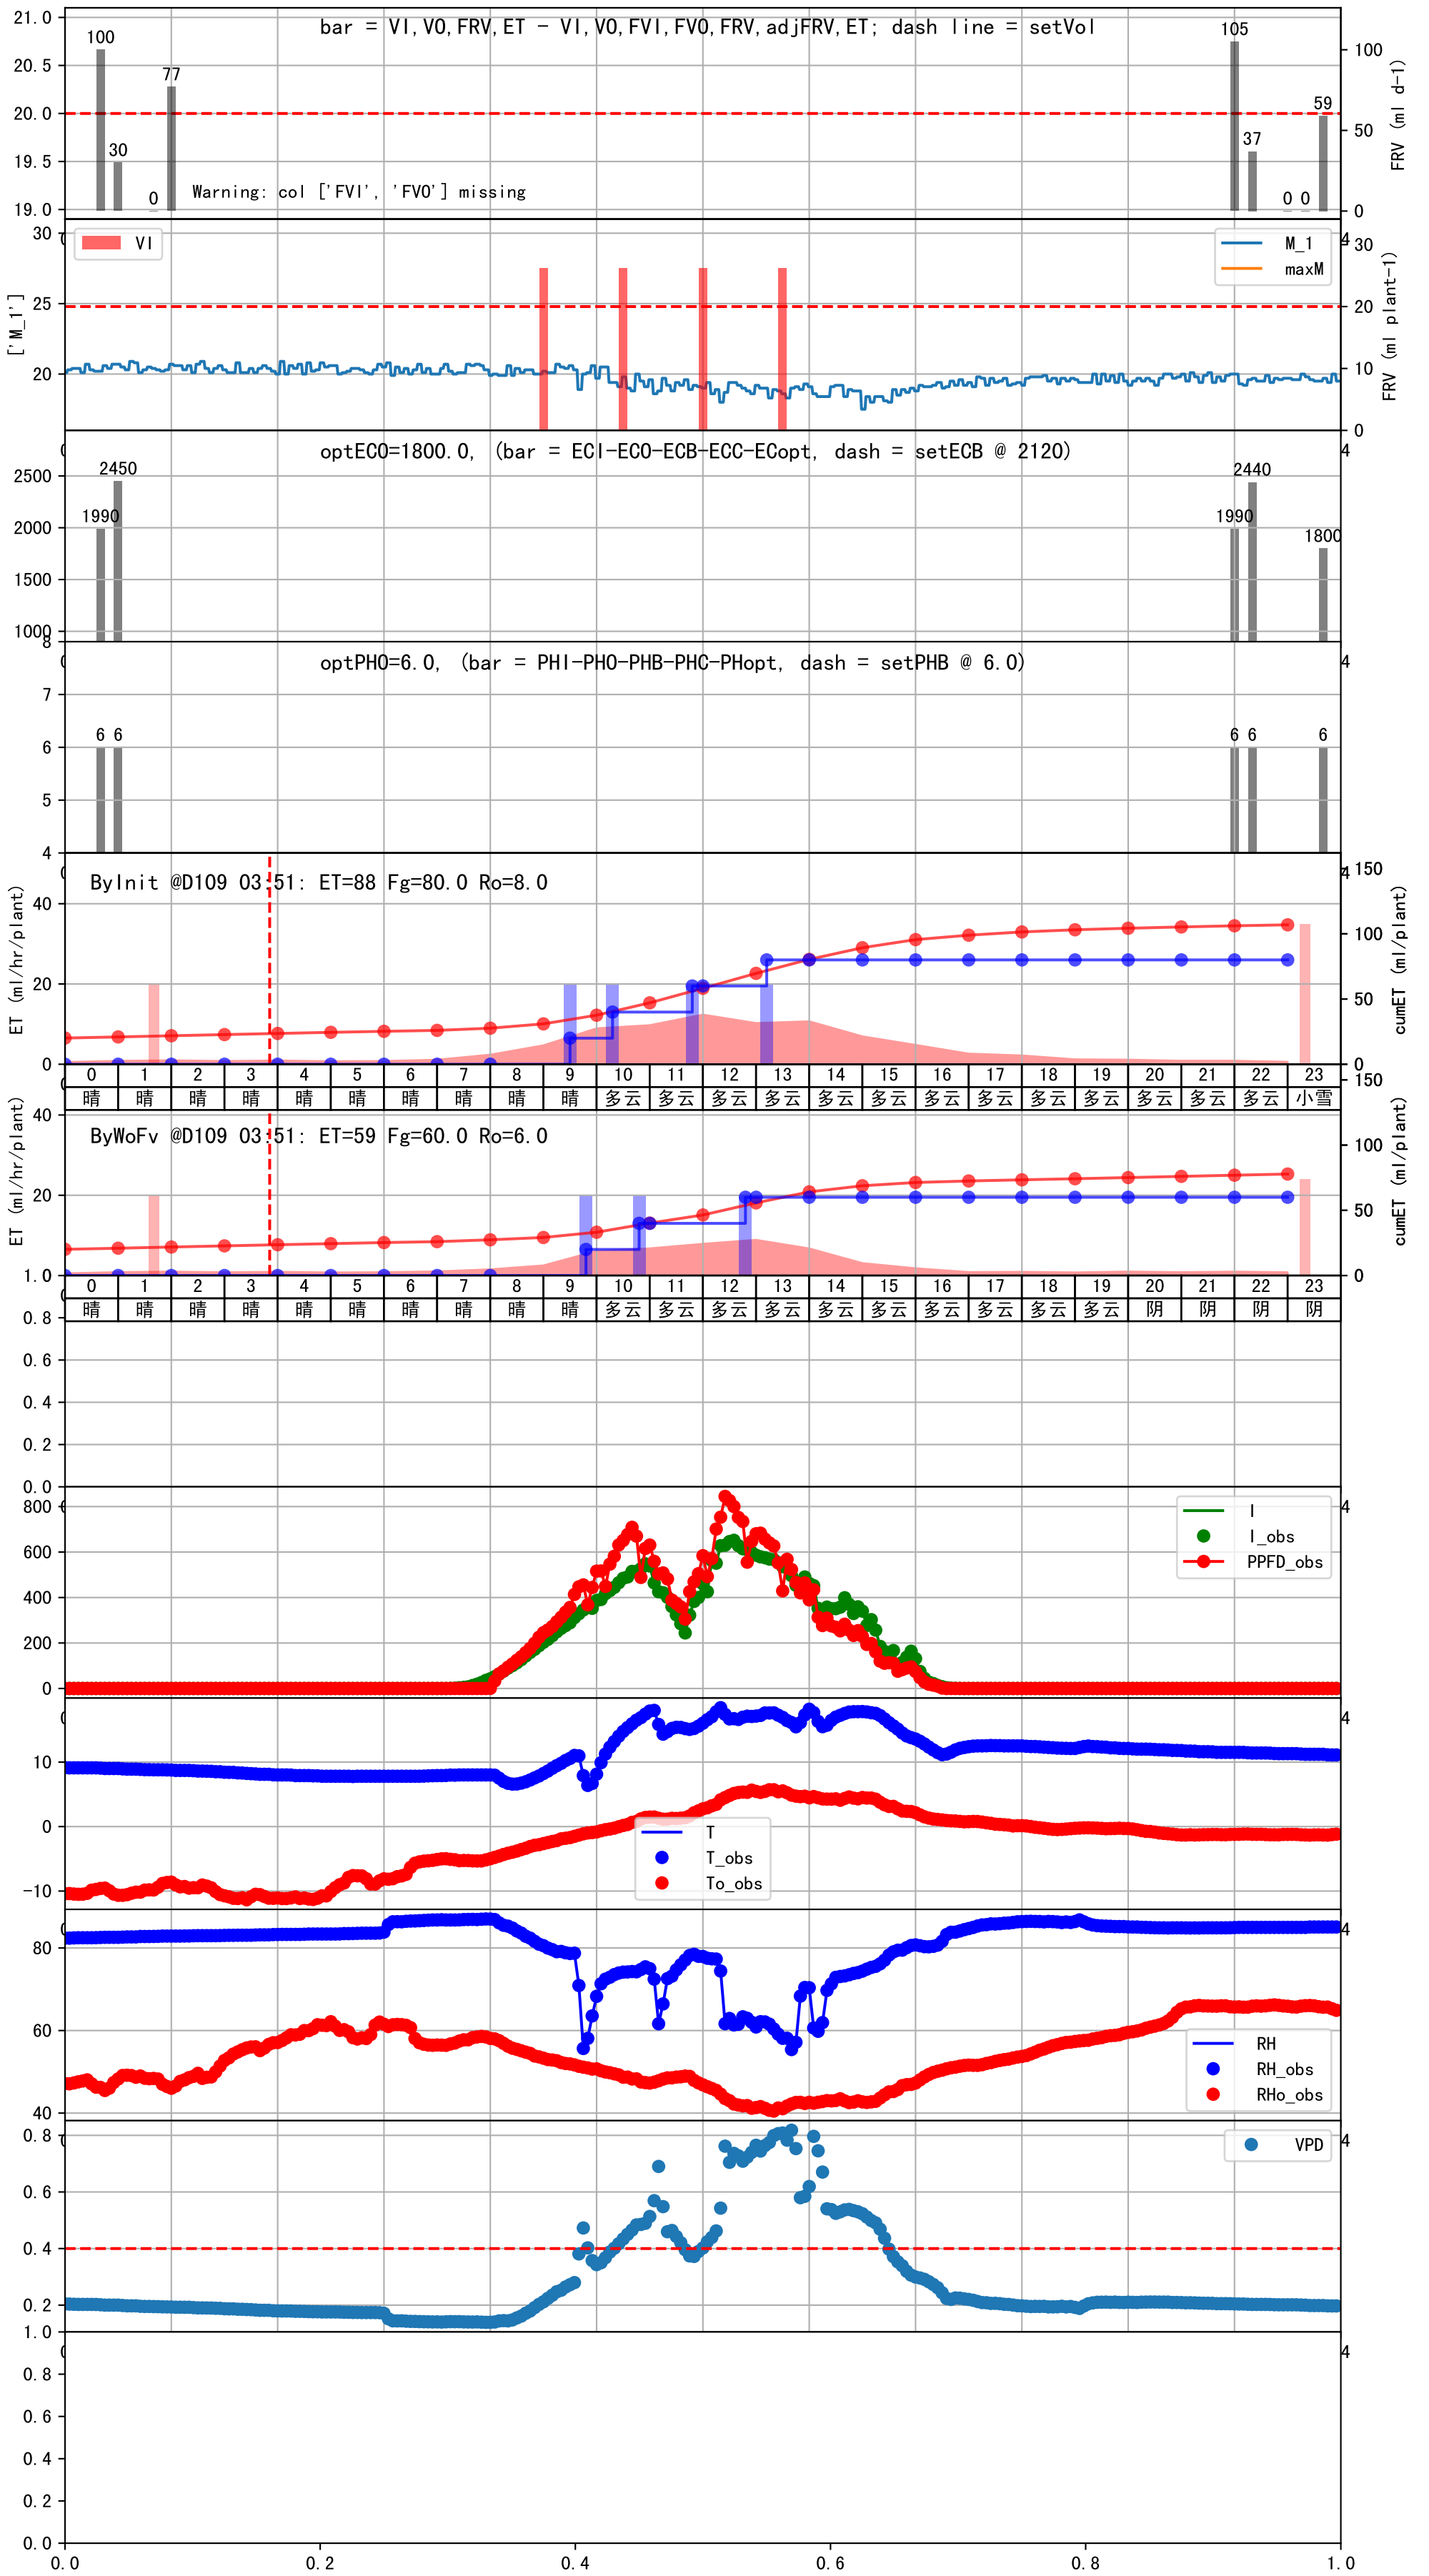 bar = VI,VO,FRV,ET - VI,VO,FVI,FVO,FRV,adjFRV,ET; dash line = setVol
21.0
20.5
20.0
19.5
19.0
100
30
0
77
105
37
0
0
59
100
50
0
FRV (ml d-1)
Warning: col ['FVI', 'FVO'] missing
VI
M_1
maxM
['M_1']
30
25
20
4
30
20
10
0
FRV (ml plant-1)
optECO=1800.0, (bar = ECI-ECO-ECB-ECC-ECopt, dash = setECB @ 2120)
4
2500
2000
1500
1000
1990
2450
1990
2440
1800
optPHO=6.0, (bar = PHI-PHO-PHB-PHC-PHopt, dash = setPHB @ 6.0)
4
8
7
6
5
4
6
6
6
6
6
ByInit @D109 03:51: ET=88 Fg=80.0 Ro=8.0
4
ET (ml/hr/plant)
40
20
0
150
100
50
0
cumET (ml/plant)
0 1 2 3 4 5 6 7 8 9 10 11 12 13 14 15 16 17 18 19 20 21 22 23
晴 晴 晴 晴 晴 晴 晴 晴 晴 晴 多云 多云 多云 多云 多云 多云 多云 多云 多云 多云 多云 多云 多云 小雪
ByWoFv @D109 03:51: ET=59 Fg=60.0 Ro=6.0
ET (ml/hr/plant)
40
20
150
100
50
0
cumET (ml/plant)
0 1 2 3 4 5 6 7 8 9 10 11 12 13 14 15 16 17 18 19 20 21 22 23
晴 晴 晴 晴 晴 晴 晴 晴 晴 晴 多云 多云 多云 多云 多云 多云 多云 多云 多云 多云 阴 阴 阴 阴
1.0
0.8
0.6
0.4
0.2
0.0
4
800
600
400
200
0
I
I_obs
PPFD_obs
4
10
0
-10
T
T_obs
To_obs
4
80
60
40
RH
RH_obs
RHo_obs
4
0.8
0.6
0.4
0.2
VPD
4
1.0
0.8
0.6
0.4
0.2
0.0
0.0 0.2 0.4 0.6 0.8 1.0